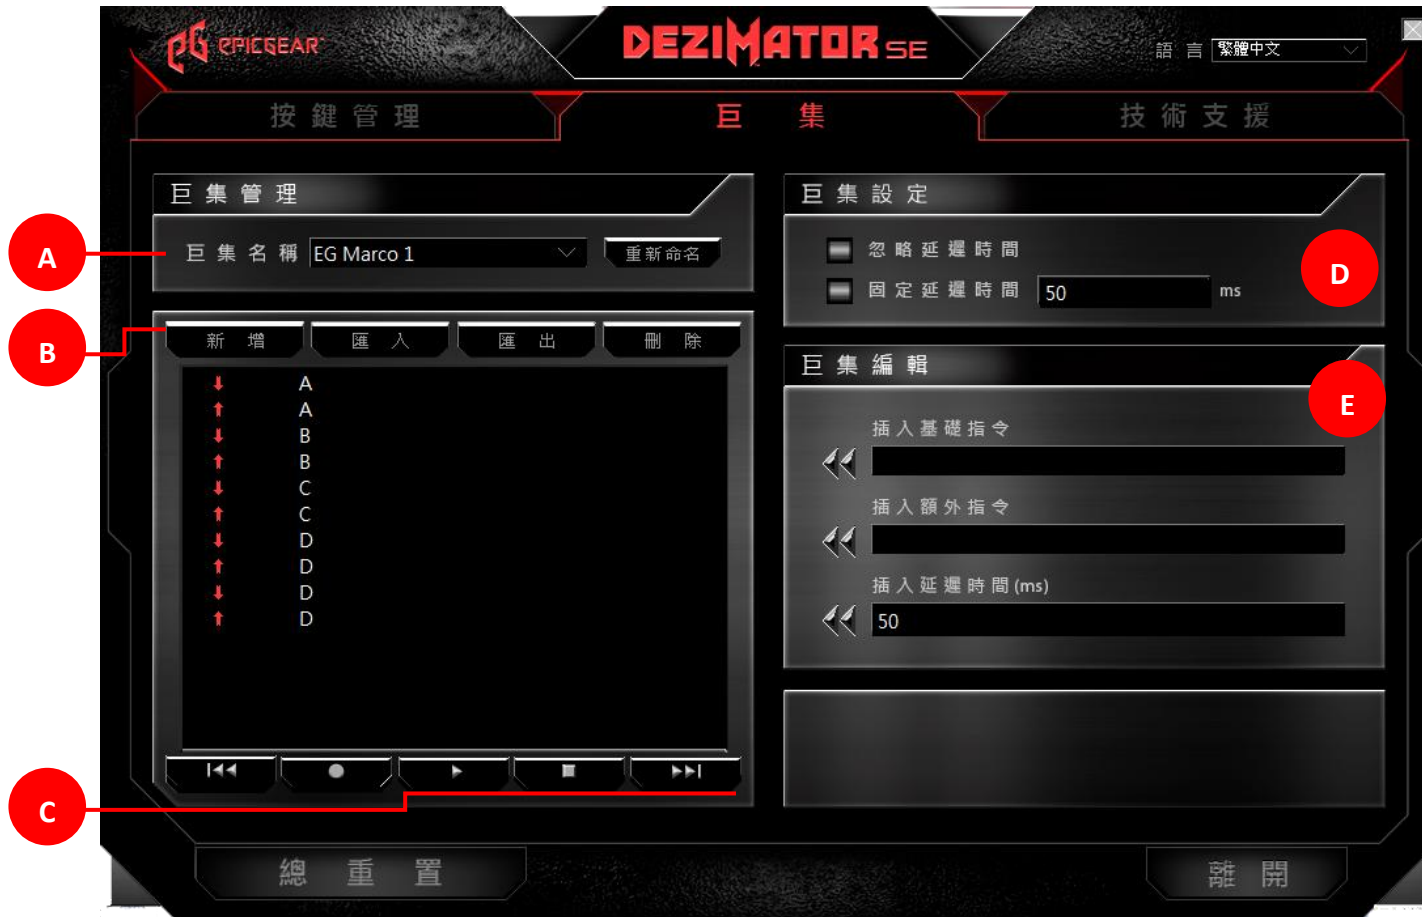 EPICGEAR
DEZIMATOR SE
語言 繁體中文
按鍵管理
巨集
技術支援
巨集管理
巨集設定
A
巨集名稱 EG Marco 1 重新命名
忽略延遲時間
D
固定延遲時間 50 ms
B
新增 匯入 匯出 刪除
巨集編輯
E
A
A
B
B
C
C
D
D
D
D
插入基礎指令
插入額外指令
插入延遲時間(ms)
50
C
總重置
離開